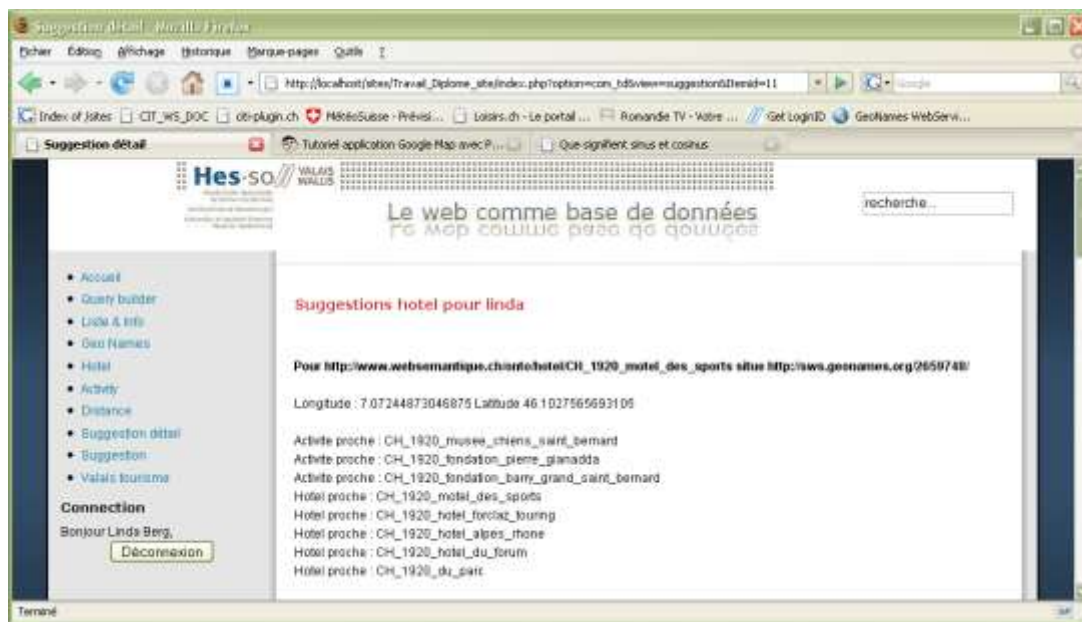 Suggestion détail - Mozilla Firefox
Fichier Édition Affichage Historique Marque-pages Outils ?
http://localhost/sites/Travail_Diplome_site/index.php?option=com_td&view=suggestion&Itemid=11
Google
Index of /sites CIT_WS_DOC citi-plugin.ch MétéoSuisse - Prévisi... Loisirs.ch - Le portail ... Romandie TV - Votre ... Get LoginID GeoNames WebServi...
Suggestion détail Tutoriel application Google Map avec P... Que signifient sinus et cosinus
Hes-so// VALAIS
WALLIS
Le web comme base de données
recherche...
Accueil
Query builder
Liste & Info
Geo Names
Hotel
Activity
Distance
Suggestion détail
Suggestion
Valais tourisme
Connection
Bonjour Linda Berg,
Déconnexion
Suggestions hotel pour linda
Pour http://www.websemantique.ch/onto/hotel/CH_1920_motel_des_sports situe http://sws.geonames.org/2659748/
Longitude : 7.07244873046875 Latitude 46.1027565693105
Activite proche : CH_1920_musee_chiens_saint_bernard
Activite proche : CH_1920_fondation_pierre_gianadda
Activite proche : CH_1920_fondation_barry_grand_saint_bernard
Hotel proche : CH_1920_motel_des_sports
Hotel proche : CH_1920_hotel_forclaz_touring
Hotel proche : CH_1920_hotel_alpes_rhone
Hotel proche : CH_1920_hotel_du_forum
Hotel proche : CH_1920_du_parc
Terminé